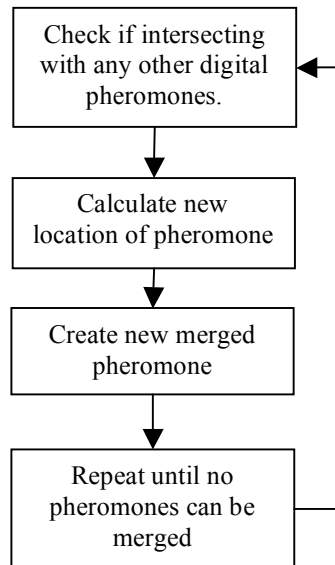 Check if intersecting
with any other digital
pheromones.
Calculate new
location of pheromone
Create new merged
pheromone
Repeat until no
pheromones can be
merged